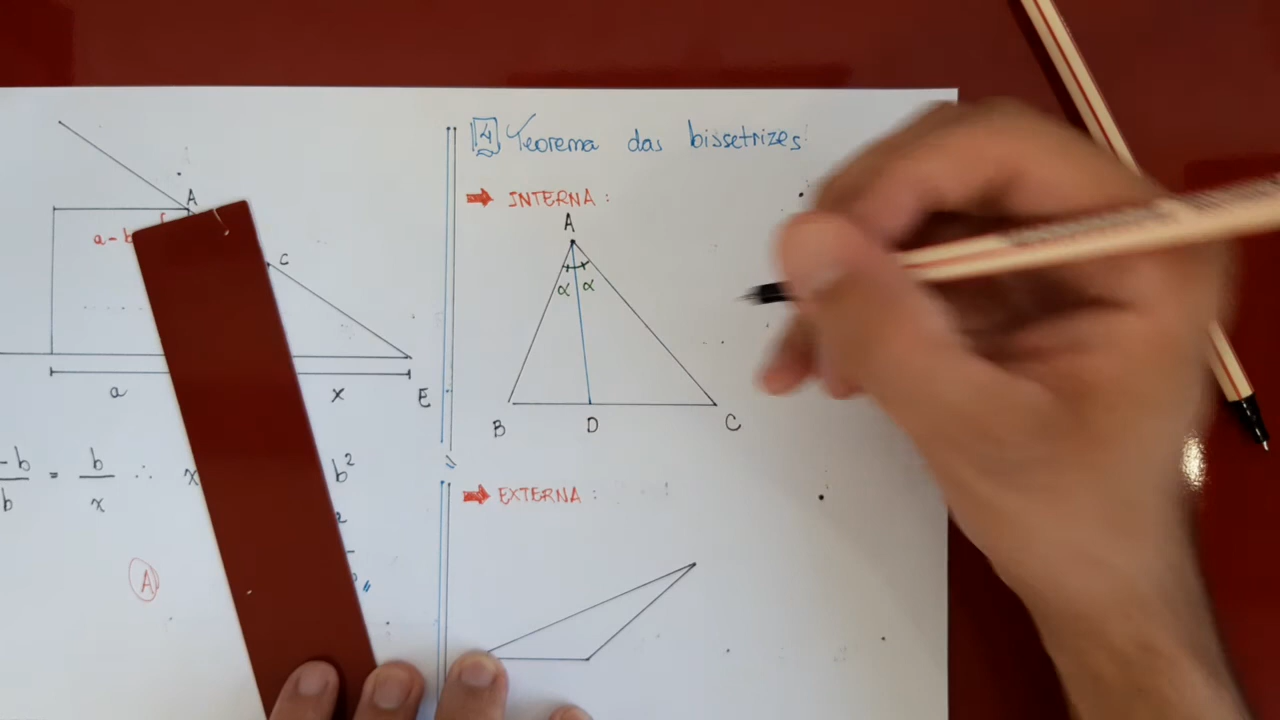 A
a - b
C
a
x
E
-b
b
=
b
x
∴ x
b²
A
4 Teorema das bissetrizes
➡ INTERNA :
A
α α
B D C
➡ EXTERNA :